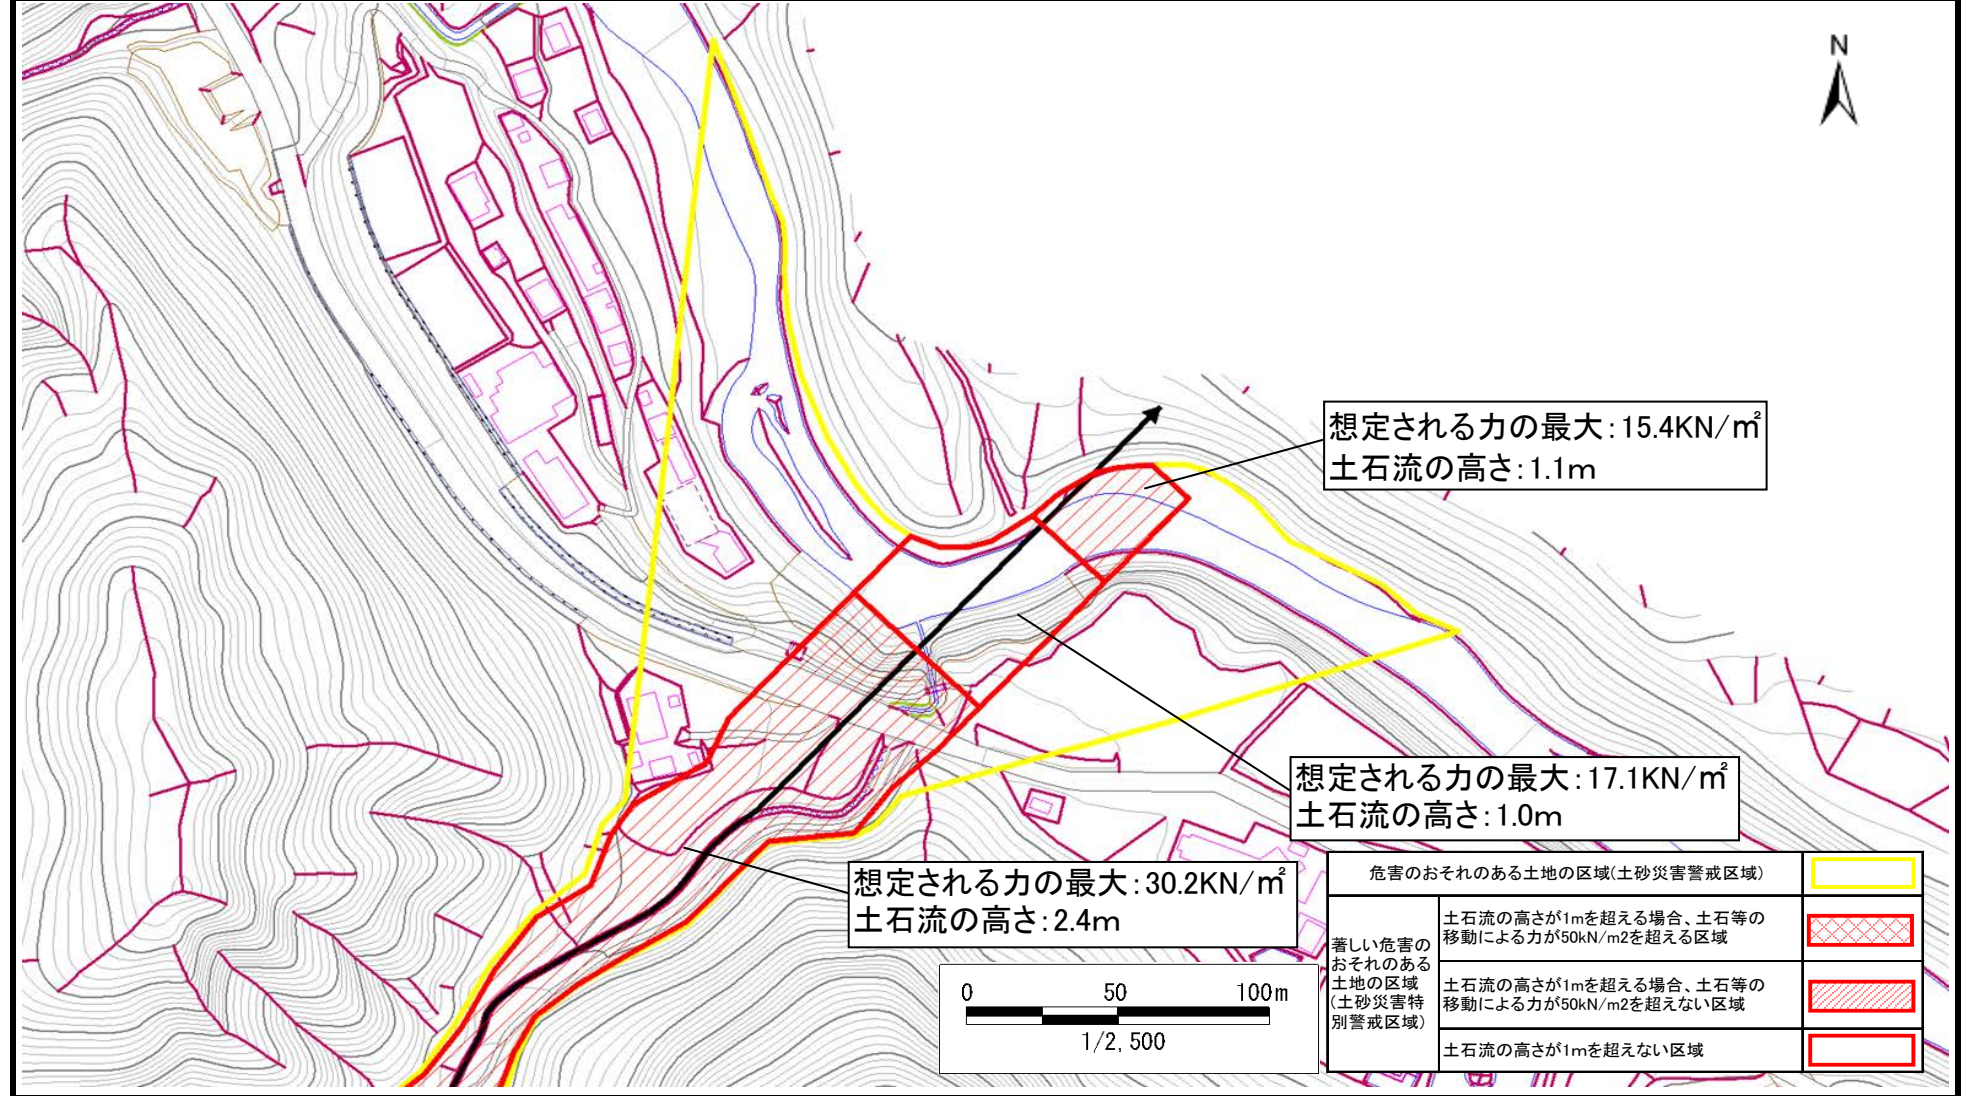 N
想定される力の最大:15.4KN/㎡
土石流の高さ:1.1m
想定される力の最大:17.1KN/㎡
土石流の高さ:1.0m
想定される力の最大:30.2KN/㎡
土石流の高さ:2.4m
0 50 100m
1/2,500
危害のおそれのある土地の区域(土砂災害警戒区域)
著しい危害の
おそれのある
土地の区域
(土砂災害特
別警戒区域)
土石流の高さが1mを超える場合、土石等の
移動による力が50kN/m2を超える区域
土石流の高さが1mを超える場合、土石等の
移動による力が50kN/m2を超えない区域
土石流の高さが1mを超えない区域